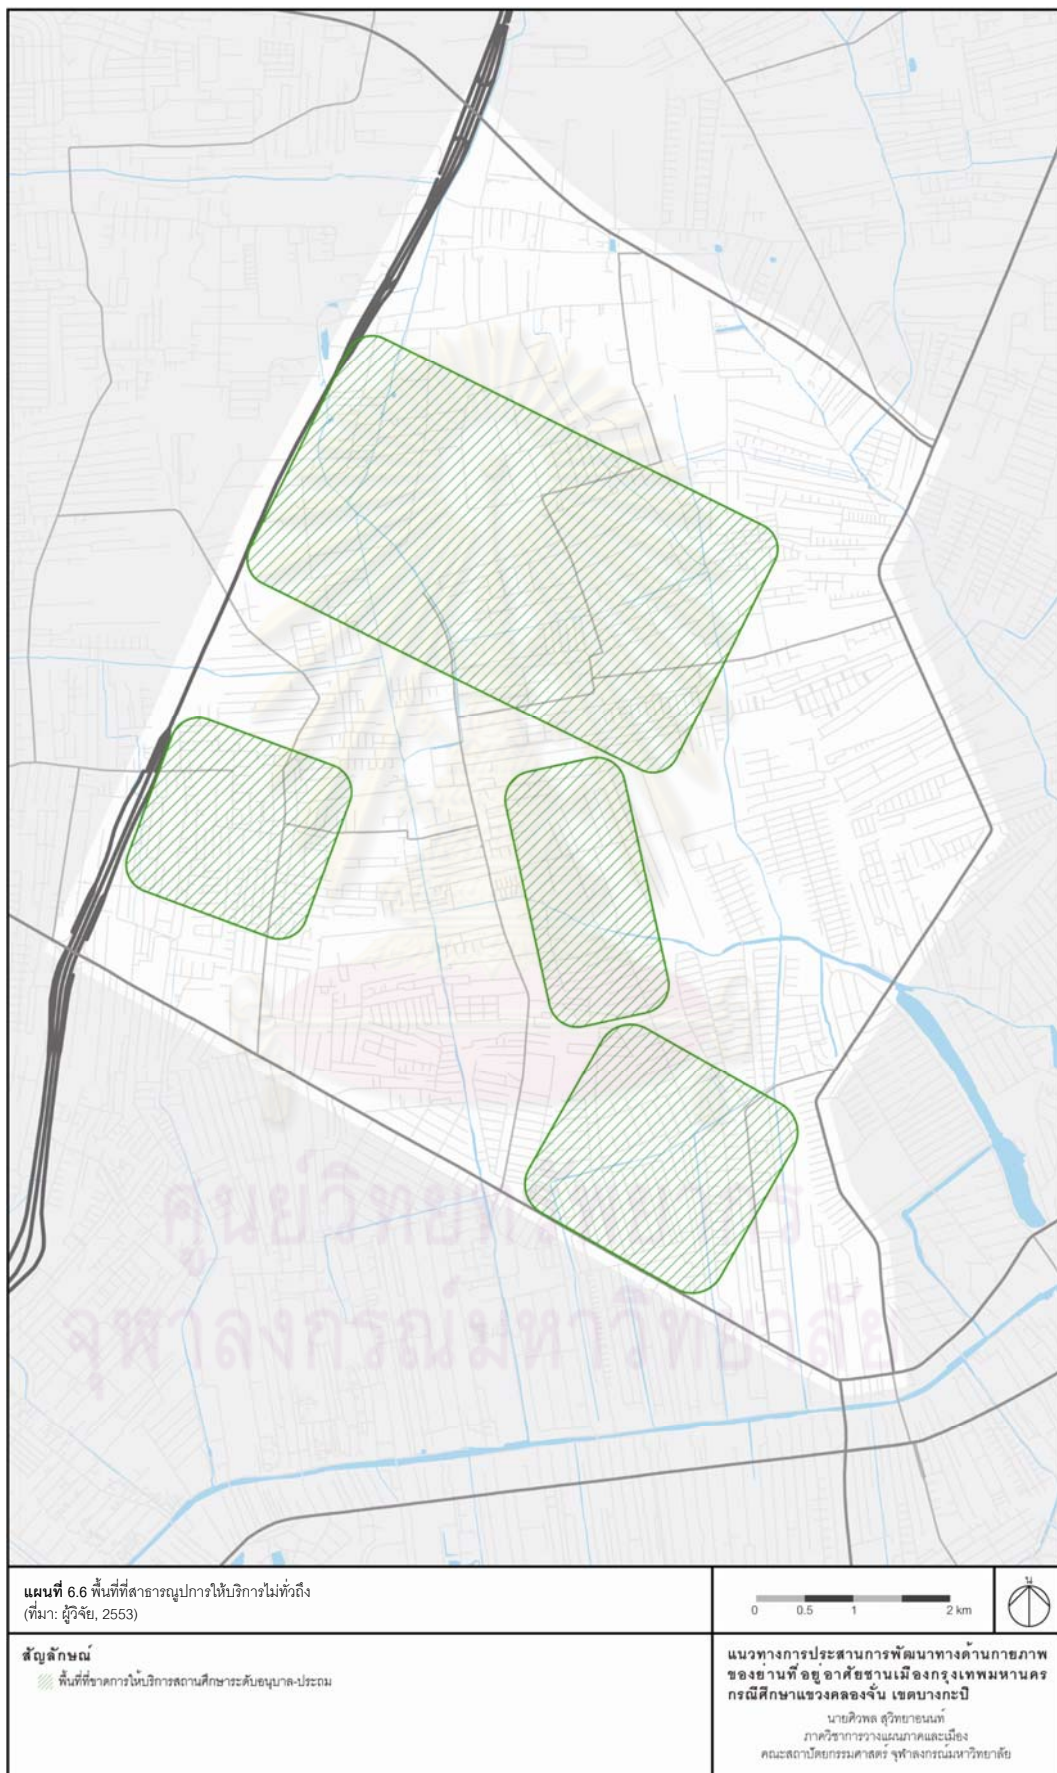 ศูนย์วิทยทรัพยากร
จุฬาลงกรณ์มหาวิทยาลัย
แผนที่ 6.6 พื้นที่ที่สาธารณูปการให้บริการไม่ทั่วถึง
(ที่มา: ผู้วิจัย, 2553)
0 0.5 1 2 km
น
สัญลักษณ์
พื้นที่ที่ขาดการให้บริการสถานศึกษาระดับอนุบาล-ประถม
แนวทางการประสานการพัฒนาทางด้านกายภาพ
ของย่านที่อยู่อาศัยชานเมืองกรุงเทพมหานคร
กรณีศึกษาแขวงคลองจั่น เขตบางกะปิ
นายศิวพล สุวิทยาอนนท์
ภาควิชาการวางแผนภาคและเมือง
คณะสถาปัตยกรรมศาสตร์ จุฬาลงกรณ์มหาวิทยาลัย